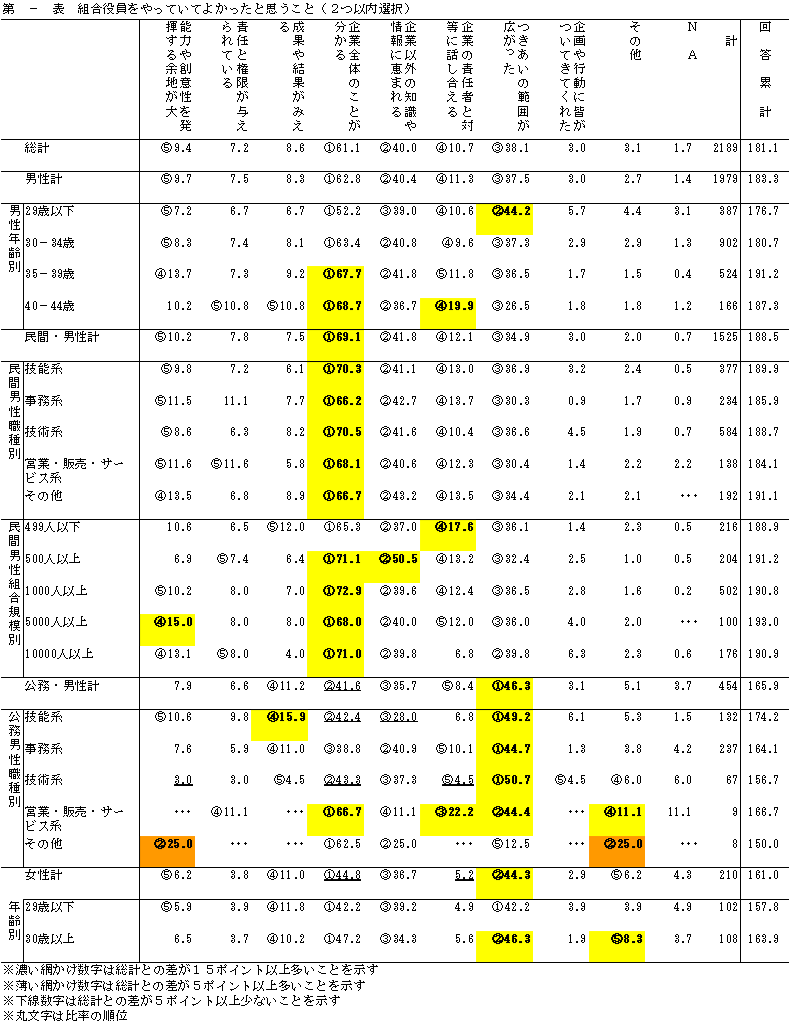 第 － 表 組合役員をやっていてよかったと思うこと（２つ以内選択）
能力や創意性を発揮する余地が大
責任と権限が与えられている
成果や結果がみえる
企業全体のことが分かる
企業以外の知識や情報に恵まれる
企業の責任者と対等に話し合える
つきあいの範囲が広がった
企画や行動に皆がついてきてくれた
その他
ＮＡ
計
回答累計
総計 ⑤9.4 7.2 8.6 ①61.1 ②40.0 ④10.7 ③38.1 3.0 3.1 1.7 2189 181.1
男性計 ⑤9.7 7.5 8.3 ①62.8 ②40.4 ④11.3 ③37.5 3.0 2.7 1.4 1979 183.3
男性年齢別
29歳以下 ⑤7.2 6.7 6.7 ①52.2 ③39.0 ④10.6 ②44.2 5.7 4.4 3.1 387 176.7
30－34歳 ⑤8.3 7.4 8.1 ①63.4 ②40.8 ④9.6 ③37.3 2.9 2.9 1.3 902 180.7
35－39歳 ④13.7 7.3 9.2 ①67.7 ②41.8 ⑤11.8 ③36.5 1.7 1.5 0.4 524 191.2
40－44歳 10.2 ⑤10.8 ⑤10.8 ①68.7 ②36.7 ④19.9 ③26.5 1.8 1.8 1.2 166 187.3
民間・男性計 ⑤10.2 7.8 7.5 ①69.1 ②41.8 ④12.1 ③34.9 3.0 2.0 0.7 1525 188.5
民間男性職種別
技能系 ⑤9.8 7.2 6.1 ①70.3 ②41.1 ④13.0 ③36.9 3.2 2.4 0.5 377 189.9
事務系 ⑤11.5 11.1 7.7 ①66.2 ②42.7 ④13.7 ③30.3 0.9 1.7 0.9 234 185.9
技術系 ⑤8.6 6.3 8.2 ①70.5 ②41.6 ④10.4 ③36.6 4.5 1.9 0.7 584 188.7
営業・販売・サービス系 ⑤11.6 ⑤11.6 5.8 ①68.1 ②40.6 ④12.3 ③30.4 1.4 2.2 2.2 138 184.1
その他 ④13.5 6.8 8.9 ①66.7 ②43.2 ④13.5 ③34.4 2.1 2.1 … 192 191.1
民間男性組合規模別
499人以下 10.6 6.5 ⑤12.0 ①65.3 ②37.0 ④17.6 ③36.1 1.4 2.3 0.5 216 188.9
500人以上 6.9 ⑤7.4 6.4 ①71.1 ②50.5 ④13.2 ③32.4 2.5 1.0 0.5 204 191.2
1000人以上 ⑤10.2 8.0 7.0 ①72.9 ②39.6 ④12.4 ③36.5 2.8 1.6 0.2 502 190.8
5000人以上 ④15.0 8.0 8.0 ①68.0 ②40.0 ⑤12.0 ③36.0 4.0 2.0 … 100 193.0
10000人以上 ④13.1 ⑤8.0 4.0 ①71.0 ②39.8 6.8 ②39.8 6.3 2.3 0.6 176 190.9
公務・男性計 7.9 6.6 ④11.2 ②41.6 ③35.7 ⑤8.4 ①46.3 3.1 5.1 3.7 454 165.9
公務男性職種別
技能系 ⑤10.6 9.8 ④15.9 ②42.4 ③28.0 6.8 ①49.2 6.1 5.3 1.5 132 174.2
事務系 7.6 5.9 ④11.0 ③38.8 ②40.9 ⑤10.1 ①44.7 1.3 3.8 4.2 237 164.1
技術系 3.0 3.0 ⑤4.5 ②43.3 ③37.3 ⑤4.5 ①50.7 ⑤4.5 ④6.0 6.0 67 156.7
営業・販売・サービス系 … ④11.1 … ①66.7 ④11.1 ③22.2 ②44.4 … ④11.1 11.1 9 166.7
その他 ②25.0 … … ①62.5 ②25.0 … ⑤12.5 … ②25.0 … 8 150.0
女性計 ⑤6.2 3.8 ④11.0 ①44.8 ③36.7 5.2 ②44.3 2.9 ⑤6.2 4.3 210 161.0
年齢別
29歳以下 ⑤5.9 3.9 ④11.8 ①42.2 ③39.2 4.9 ①42.2 3.9 3.9 4.9 102 157.8
30歳以上 6.5 3.7 ④10.2 ①47.2 ③34.3 5.6 ②46.3 1.9 ⑤8.3 3.7 108 163.9
※濃い網かけ数字は総計との差が１５ポイント以上多いことを示す
※薄い網かけ数字は総計との差が５ポイント以上多いことを示す
※下線数字は総計との差が５ポイント以上少ないことを示す
※丸文字は比率の順位